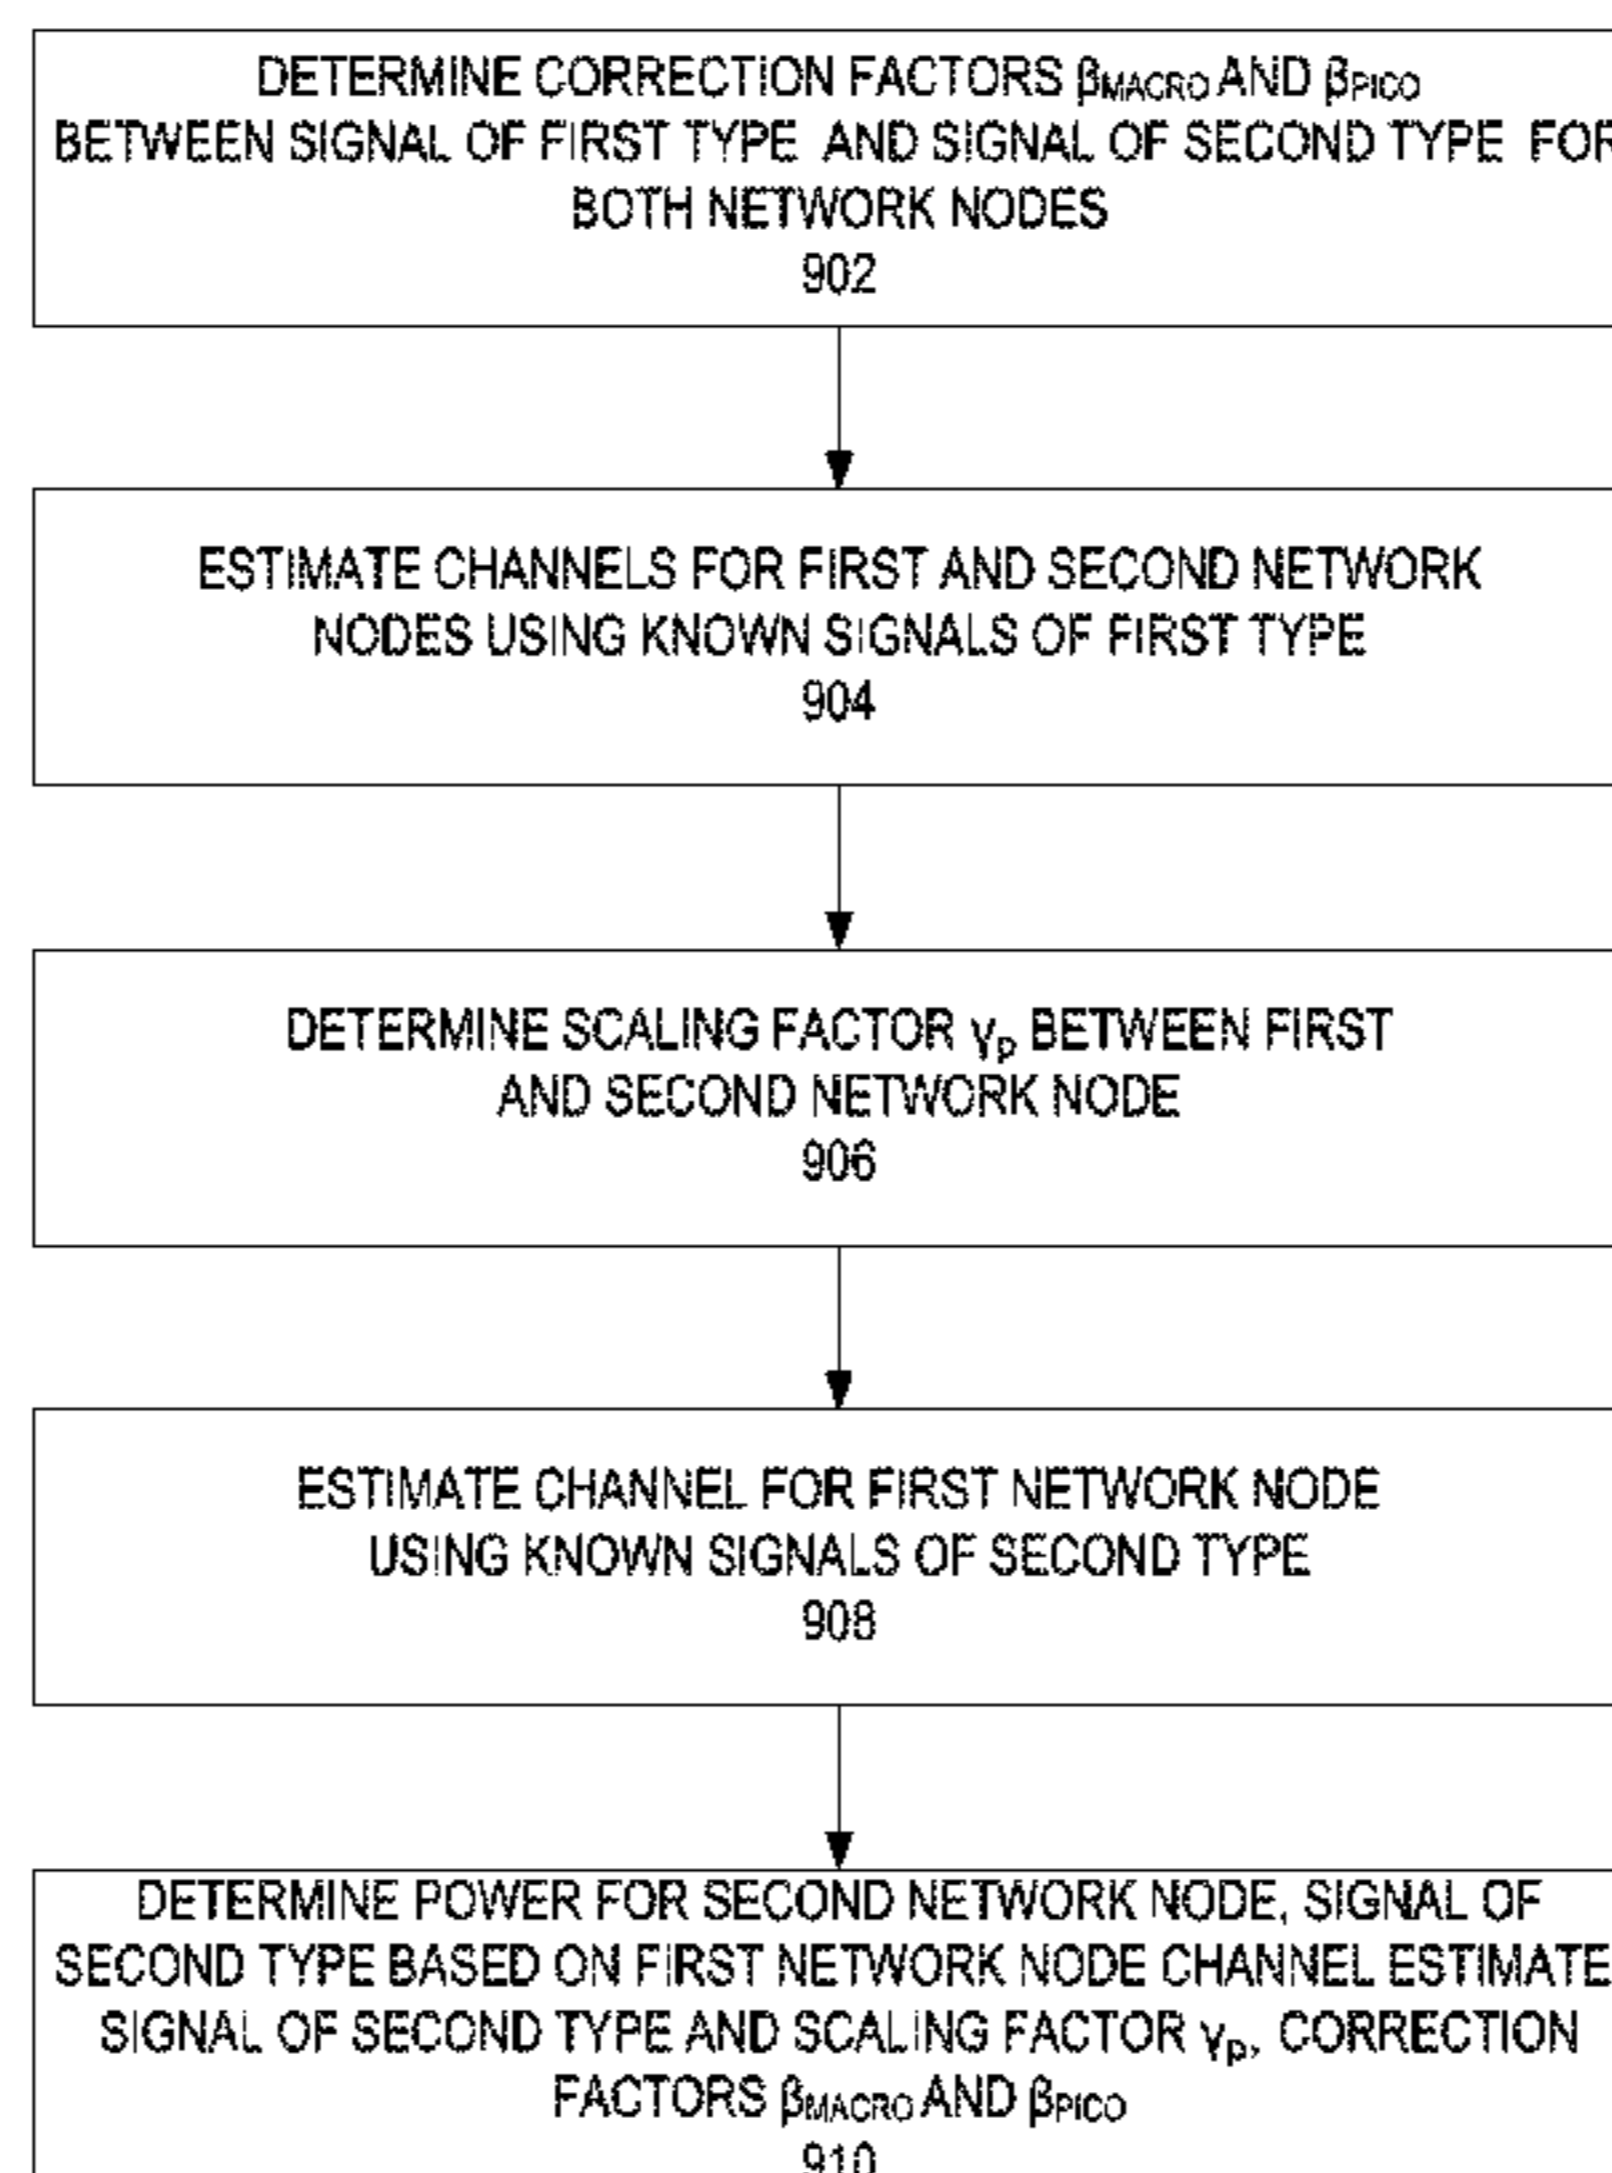 DETERMINE CORRECTION FACTORS βMACRO AND βPICO
BETWEEN SIGNAL OF FIRST TYPE AND SIGNAL OF SECOND TYPE FOR
BOTH NETWORK NODES
902
ESTIMATE CHANNELS FOR FIRST AND SECOND NETWORK
NODES USING KNOWN SIGNALS OF FIRST TYPE
904
DETERMINE SCALING FACTOR γp BETWEEN FIRST
AND SECOND NETWORK NODE
906
ESTIMATE CHANNEL FOR FIRST NETWORK NODE
USING KNOWN SIGNALS OF SECOND TYPE
908
DETERMINE POWER FOR SECOND NETWORK NODE, SIGNAL OF
SECOND TYPE BASED ON FIRST NETWORK NODE CHANNEL ESTIMATE
SIGNAL OF SECOND TYPE AND SCALING FACTOR γp, CORRECTION
FACTORS βMACRO AND βPICO
910